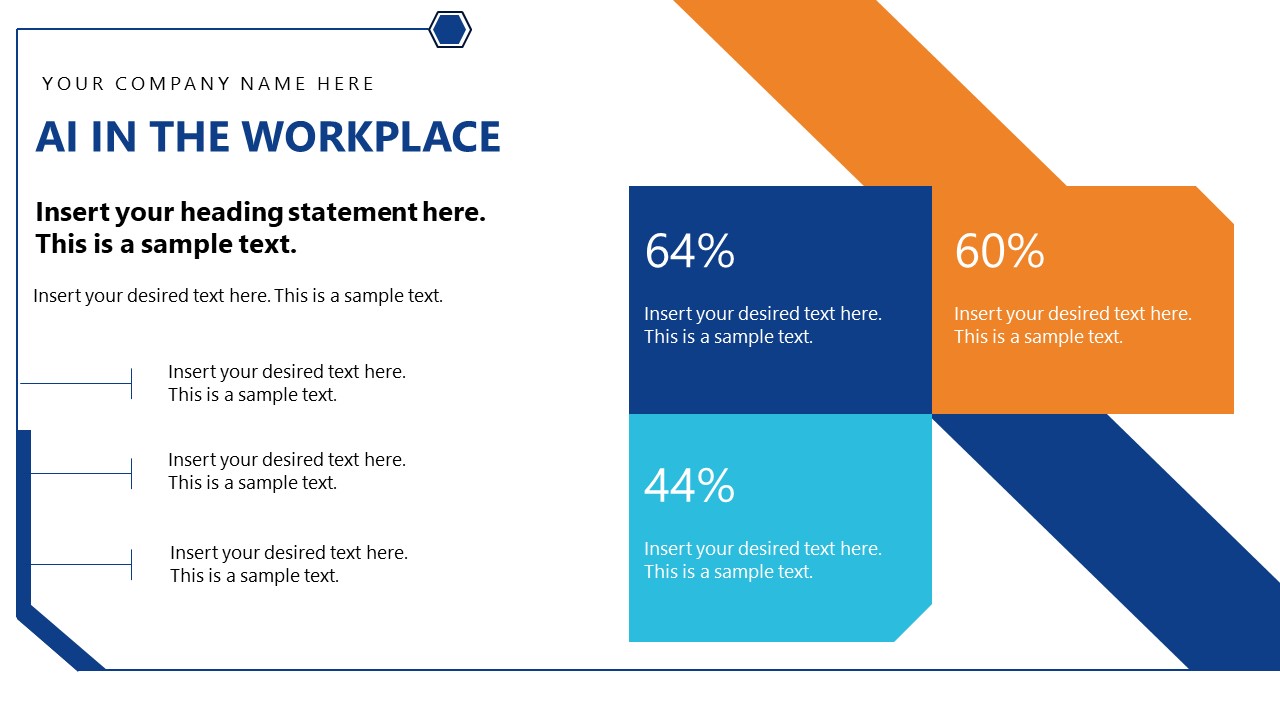 YOUR COMPANY NAME HERE
AI IN THE WORKPLACE
Insert your heading statement here.
This is a sample text.
Insert your desired text here. This is a sample text.
Insert your desired text here.
This is a sample text.
Insert your desired text here.
This is a sample text.
Insert your desired text here.
This is a sample text.
64%
Insert your desired text here.
This is a sample text.
60%
Insert your desired text here.
This is a sample text.
44%
Insert your desired text here.
This is a sample text.